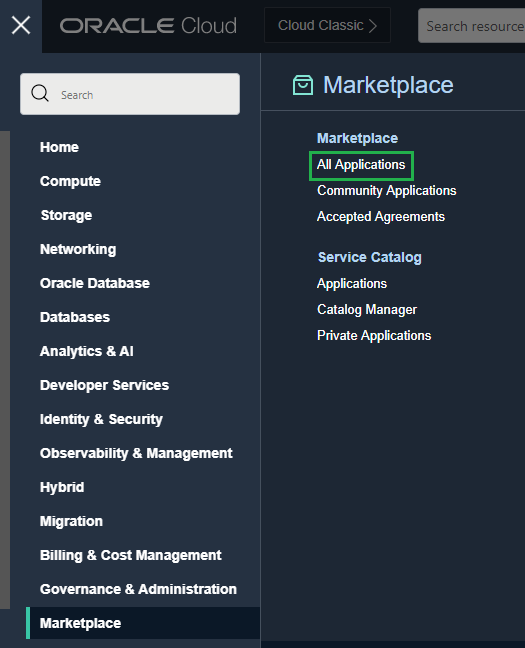 ORACLE Cloud
Cloud Classic
Search resource
Search
Home
Compute
Storage
Networking
Oracle Database
Databases
Analytics & AI
Developer Services
Identity & Security
Observability & Management
Hybrid
Migration
Billing & Cost Management
Governance & Administration
Marketplace
Marketplace
Marketplace
All Applications
Community Applications
Accepted Agreements
Service Catalog
Applications
Catalog Manager
Private Applications